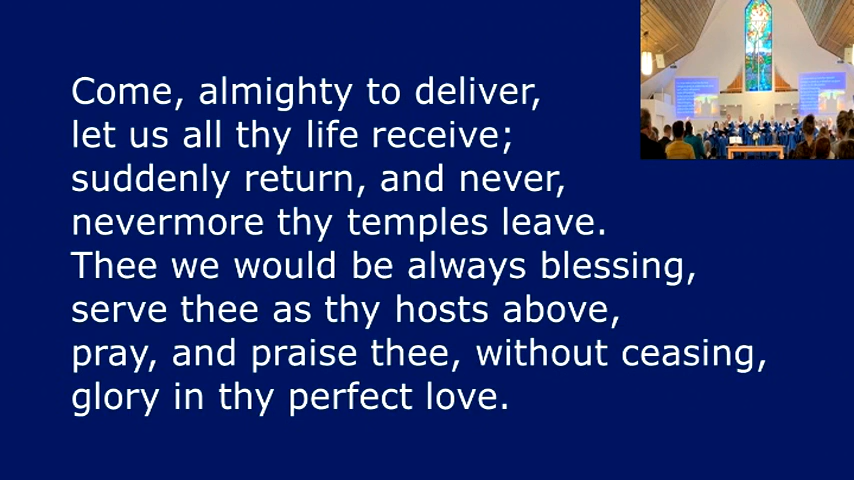 Come, almighty to deliver,
let us all thy life receive;
suddenly return, and never,
nevermore thy temples leave.
Thee we would be always blessing,
serve thee as thy hosts above,
pray, and praise thee, without ceasing,
glory in thy perfect love.